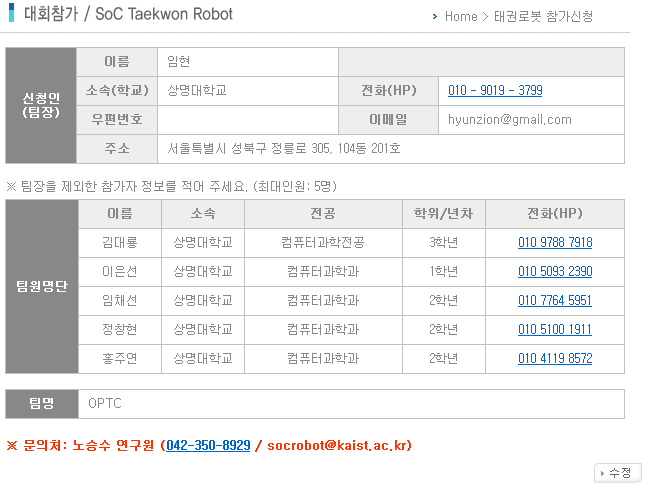 대회참가 / SoC Taekwon Robot
Home > 태권로봇 참가신청
신청인
(팀장)
이름 임현
소속(학교) 상명대학교 전화(HP) 010 - 9019 - 3799
우편번호 이메일 hyunzion@gmail.com
주소 서울특별시 성북구 정릉로 305, 104동 201호
※ 팀장을 제외한 참가자 정보를 적어 주세요. (최대인원: 5명)
팀원명단
이름 소속 전공 학위/년차 전화(HP)
김대룡 상명대학교 컴퓨터과학전공 3학년 010 9788 7918
이은선 상명대학교 컴퓨터과학과 1학년 010 5093 2390
임채선 상명대학교 컴퓨터과학과 2학년 010 7764 5951
정창현 상명대학교 컴퓨터과학과 2학년 010 5100 1911
홍주연 상명대학교 컴퓨터과학과 2학년 010 4119 8572
팀명 OPTC
※ 문의처: 노승수 연구원 (042-350-8929 / socrobot@kaist.ac.kr)
수정